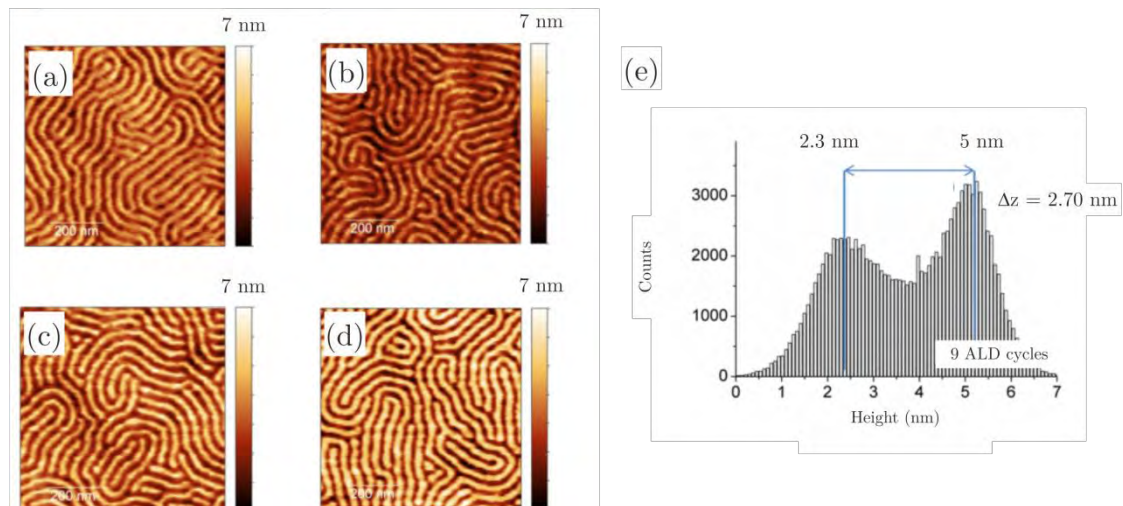 7 nm
(a)
200 nm
7 nm
(b)
200 nm
7 nm
(c)
200 nm
7 nm
(d)
200 nm
(e)
2.3 nm
5 nm
Δz = 2.70 nm
3000
2000
1000
0
Counts
9 ALD cycles
0 1 2 3 4 5 6 7
Height (nm)